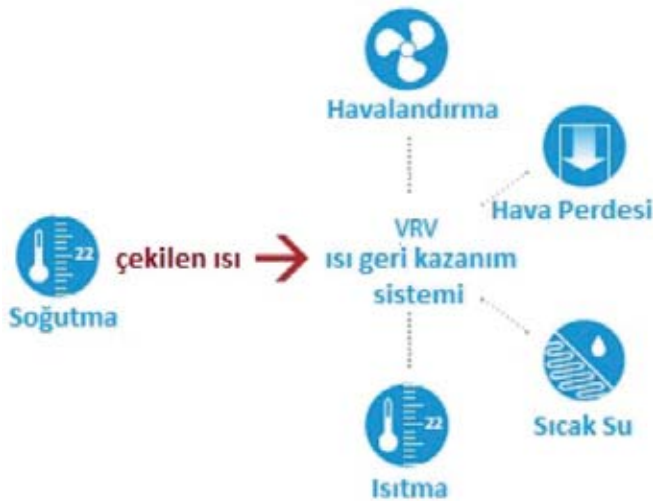 Havalandırma
Hava Perdesi
22
Soğutma
çekilen ısı
VRV
ısı geri kazanım
sistemi
Sıcak Su
22
Isıtma